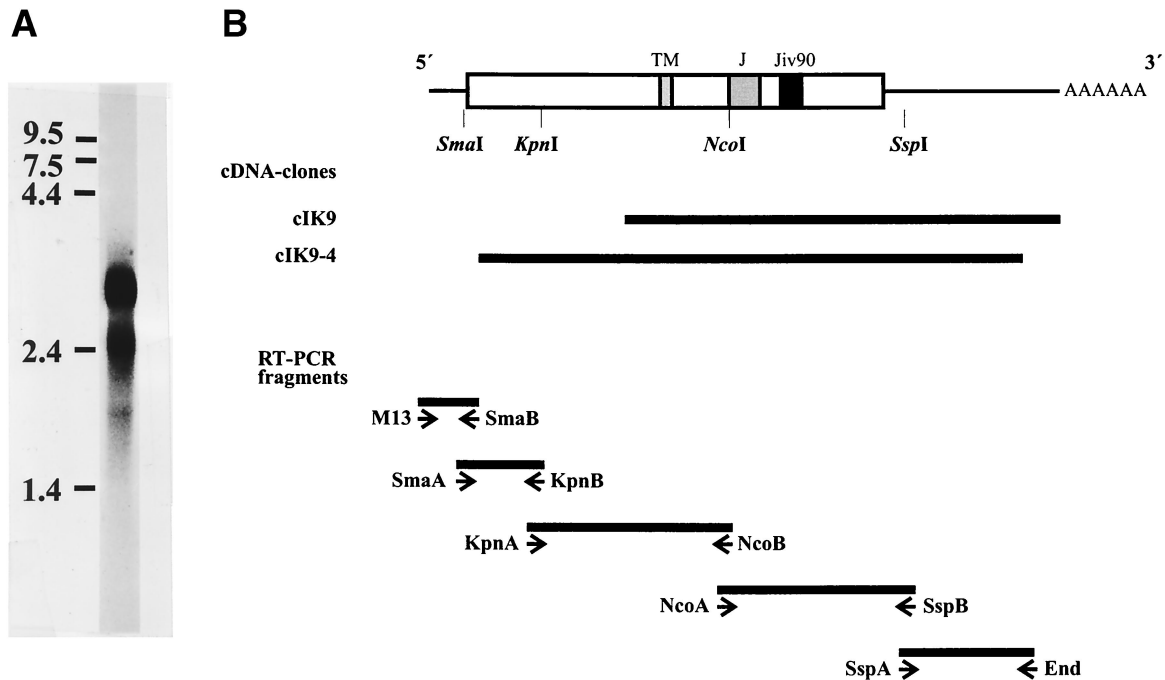 A
9.5
7.5
4.4
2.4
1.4
B
5´ 3´
TM J Jiv90
AAAAAA
SmaI KpnI NcoI SspI
cDNA-clones
cIK9
cIK9-4
RT-PCR
fragments
M13 SmaB
SmaA KpnB
KpnA NcoB
NcoA SspB
SspA End